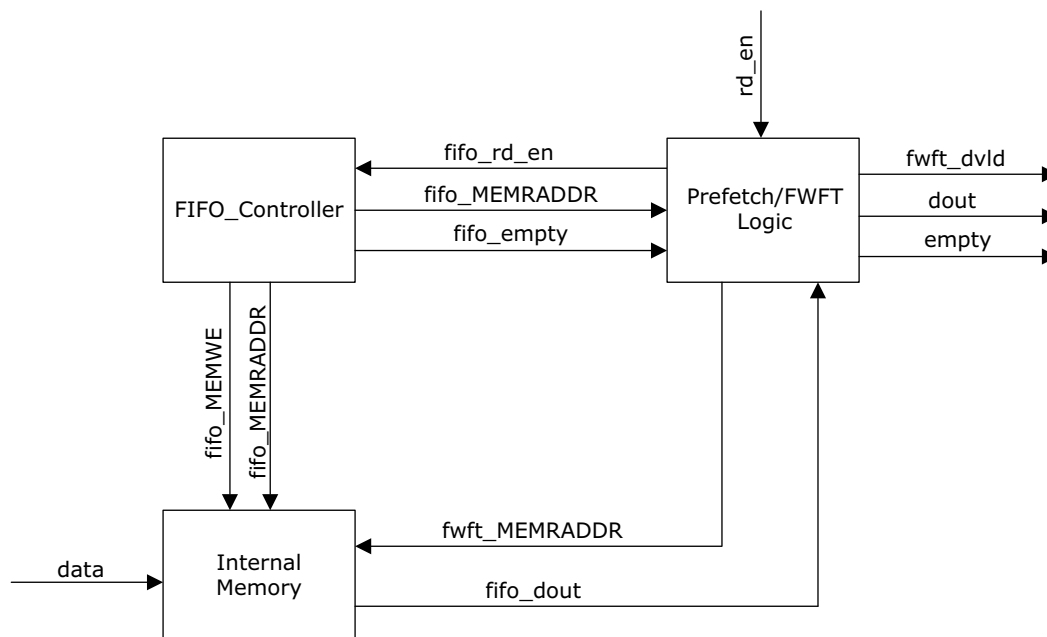 rd_en
fifo_rd_en
fwft_dvld
FIFO_Controller
fifo_MEMRADDR
Prefetch/FWFT
Logic
dout
fifo_empty
empty
fifo_MEMWE
fifo_MEMRADDR
fwft_MEMRADDR
data
Internal
Memory
fifo_dout